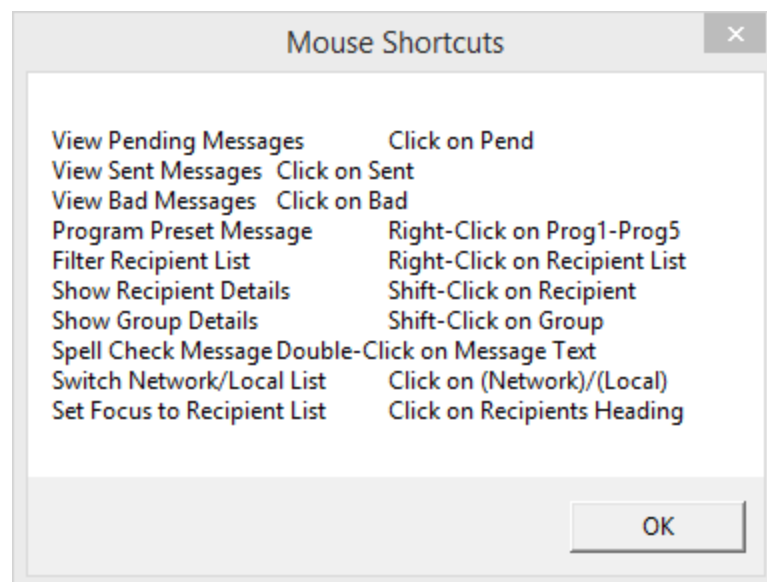 Mouse Shortcuts
View Pending Messages Click on Pend
View Sent Messages Click on Sent
View Bad Messages Click on Bad
Program Preset Message Right-Click on Prog1-Prog5
Filter Recipient List Right-Click on Recipient List
Show Recipient Details Shift-Click on Recipient
Show Group Details Shift-Click on Group
Spell Check Message Double-Click on Message Text
Switch Network/Local List Click on (Network)/(Local)
Set Focus to Recipient List Click on Recipients Heading
OK